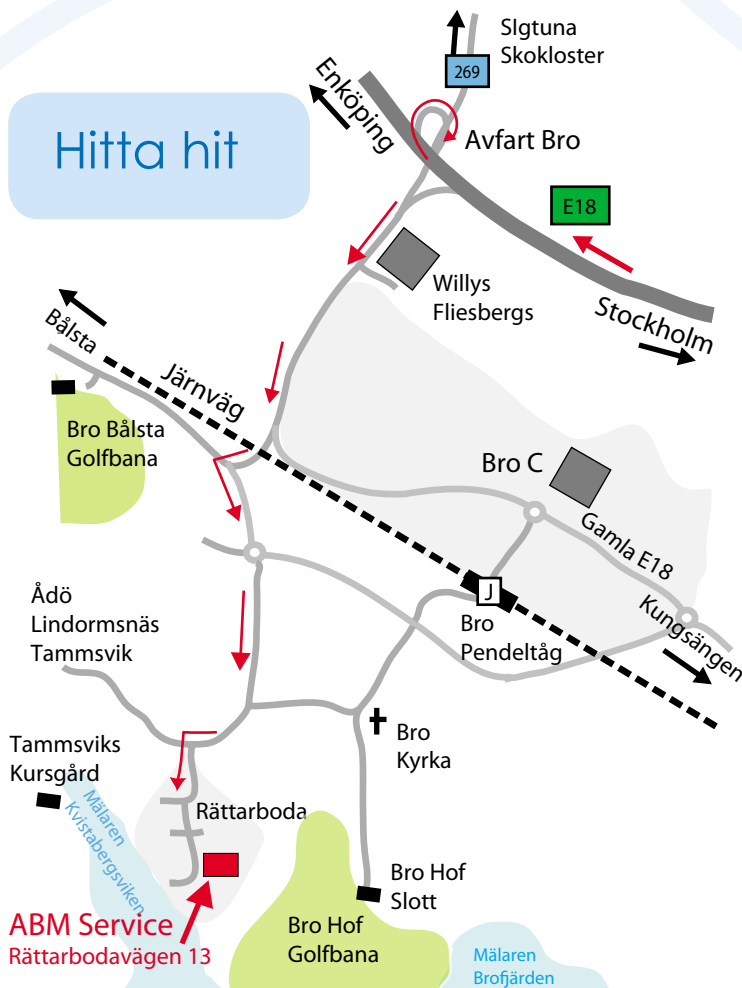 SIgtuna
Skokloster
269
Enköping
Hitta hit
Avfart Bro
E18
Willys
Fliesbergs
Stockholm
Bålsta
Järnväg
Bro Bålsta
Golfbana
Bro C
Gamla E18
Ådö
Lindormsnäs
Tammsvik
J
Bro
Pendeltåg
Kungsängen
Bro
Kyrka
Tammsviks
Kursgård
Mälaren
Kvistabergsviken
Rättarboda
Bro Hof
Slott
ABM Service
Rättarbodavägen 13
Bro Hof
Golfbana
Mälaren
Brofjärden